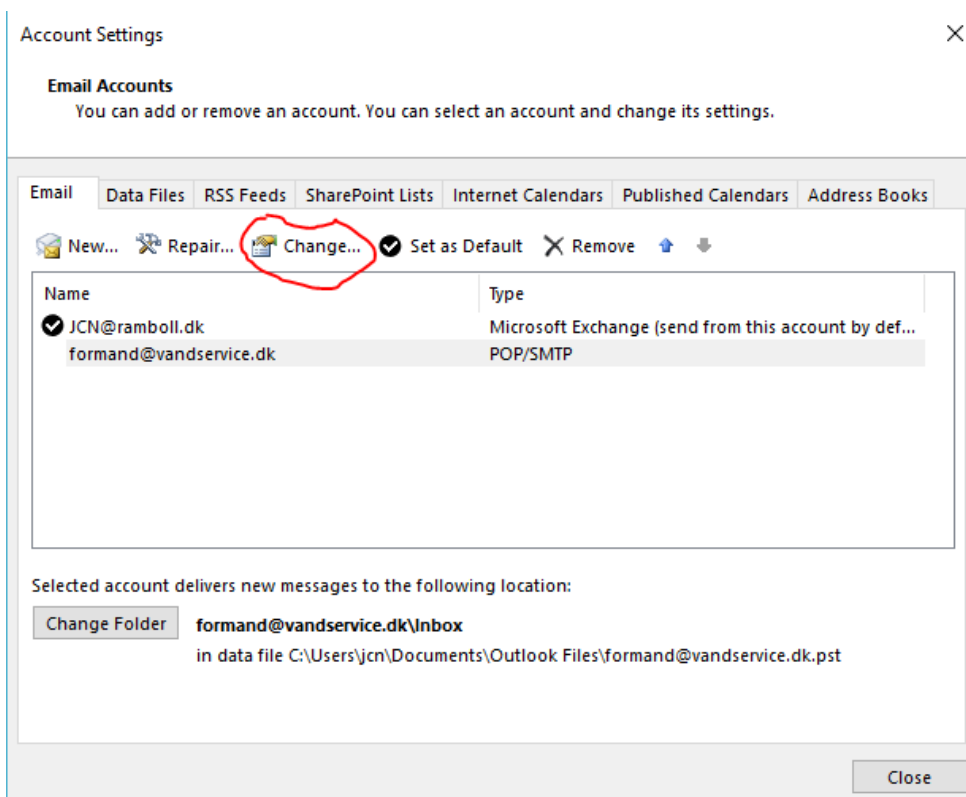 Account Settings
Email Accounts
You can add or remove an account. You can select an account and change its settings.
Email Data Files RSS Feeds SharePoint Lists Internet Calendars Published Calendars Address Books
New... Repair... Change... Set as Default Remove
Name Type
JCN@ramboll.dk Microsoft Exchange (send from this account by def...
formand@vandservice.dk POP/SMTP
Selected account delivers new messages to the following location:
Change Folder formand@vandservice.dk\Inbox
in data file C:\Users\jcn\Documents\Outlook Files\formand@vandservice.dk.pst
Close